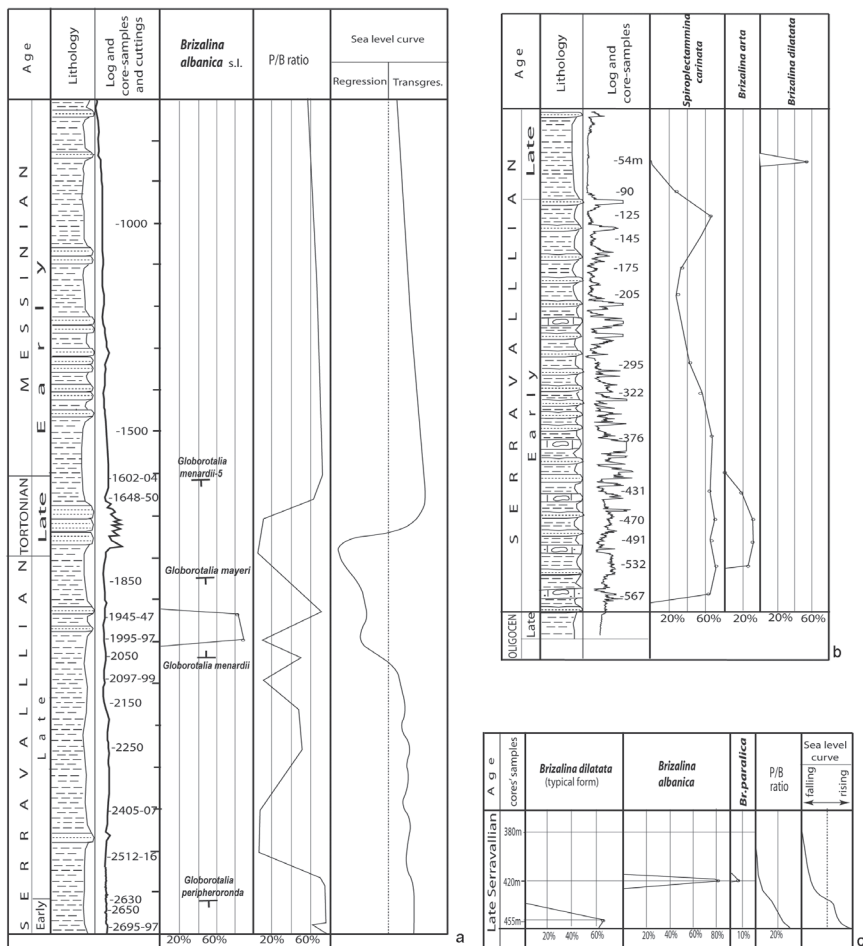 Age
Lithology
Log and
core-samples
and cuttings
Brizalina
albanica s.l.
P/B ratio
Sea level curve
Regression
Transgres.
MESSINIAN
Early
TORTONIAN
Late
SERRAVALLIAN
Late
Early
-1000
-1500
-1602-04
-1648-50
-1850
-1945-47
-1995-97
-2050
-2097-99
-2150
-2250
-2405-07
-2512-16
-2630
-2650
-2695-97
Globorotalia
menardii-5
Globorotalia mayeri
Globorotalia menardii
Globorotalia
peripheroronda
20% 60% 20% 60%
a
Age
Lithology
Log and
core-samples
Spiroplectammina
carinata
Brizalina arta
Brizalina dilatata
SERRAVALLIAN
Late
Early
OLIGOCEN
Late
-54m
-90
-125
-145
-175
-205
-295
-322
-376
-431
-470
-491
-532
-567
20% 60% 20% 20% 60%
b
Age
cores' samples
Brizalina dilatata
(typical form)
Brizalina
albanica
Br.paralica
P/B
ratio
Sea level
curve
falling
rising
Late Serravallian
380m
420m
455m
20% 40% 60% 20% 40% 60% 80% 10% 20%
c